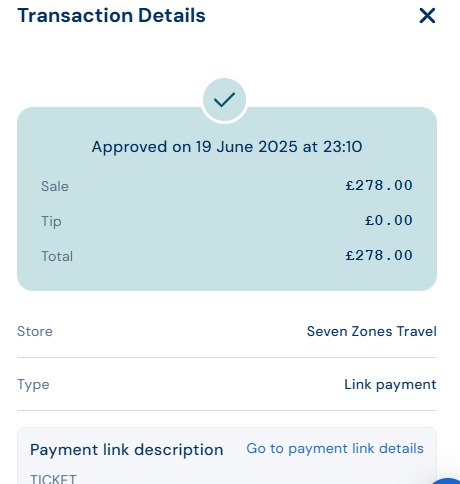 Transaction Details
Approved on 19 June 2025 at 23:10
Sale £278.00
Tip £0.00
Total £278.00
Store Seven Zones Travel
Type Link payment
Payment link description Go to payment link details
TICKET